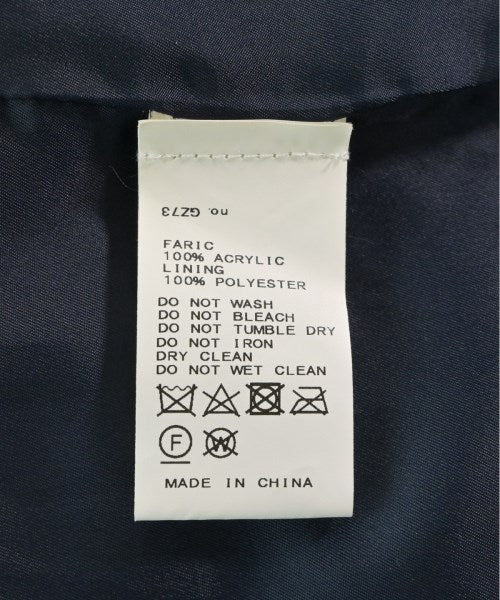 no. GZ73
FARIC
100% ACRYLIC
LINING
100% POLYESTER
DO NOT WASH
DO NOT BLEACH
DO NOT TUMBLE DRY
DO NOT IRON
DRY CLEAN
DO NOT WET CLEAN
F W
MADE IN CHINA